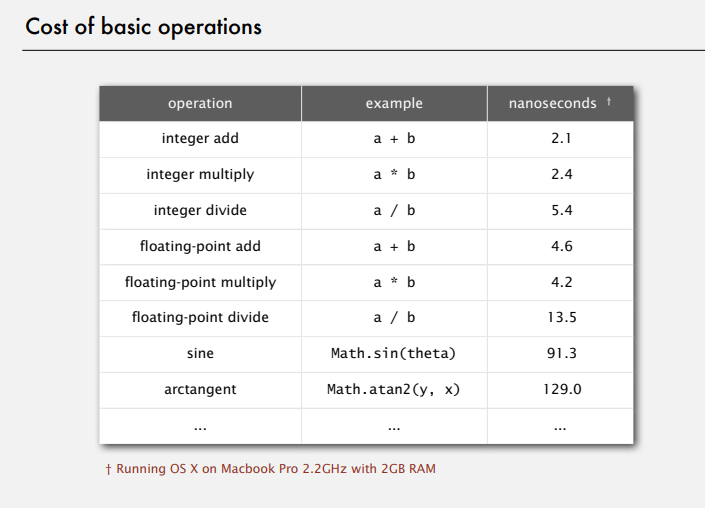 Cost of basic operations
operation example nanoseconds †
integer add a + b 2.1
integer multiply a * b 2.4
integer divide a / b 5.4
floating-point add a + b 4.6
floating-point multiply a * b 4.2
floating-point divide a / b 13.5
sine Math.sin(theta) 91.3
arctangent Math.atan2(y, x) 129.0
... ... ...
† Running OS X on Macbook Pro 2.2GHz with 2GB RAM